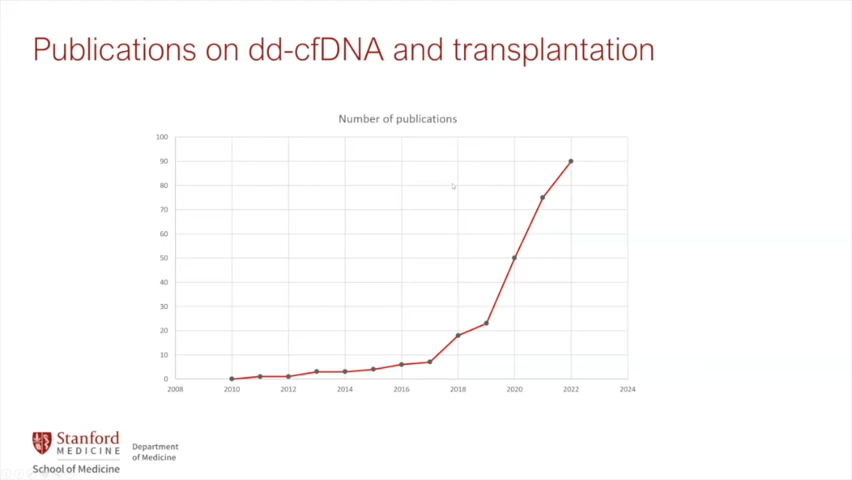 Publications on dd-cfDNA and transplantation
Number of publications
100
90
80
70
60
50
40
30
20
10
0
2008 2010 2012 2014 2016 2018 2020 2022 2024
Stanford
MEDICINE
School of Medicine
Department
of Medicine